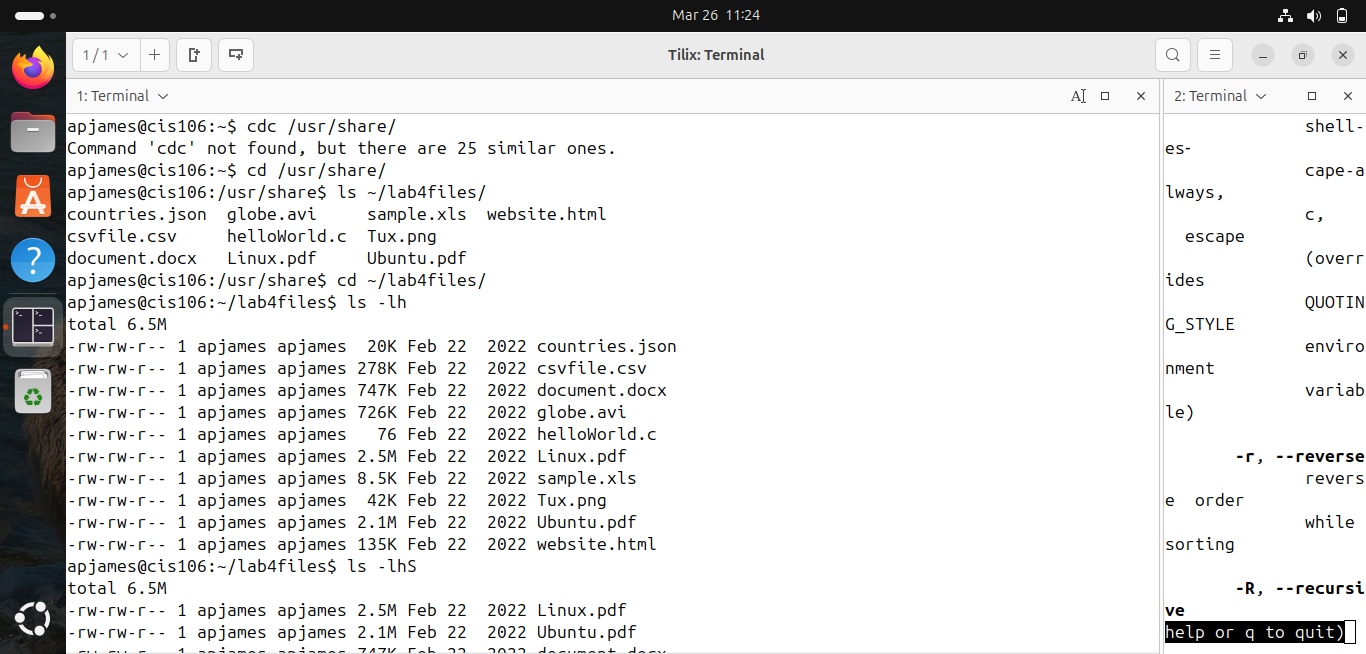 Mar 26 11:24
1 / 1
Tilix: Terminal
1: Terminal
apjames@cis106:~$ cdc /usr/share/
Command 'cdc' not found, but there are 25 similar ones.
apjames@cis106:~$ cd /usr/share/
apjames@cis106:/usr/share$ ls ~/lab4files/
countries.json  globe.avi     sample.xls  website.html
csvfile.csv     helloWorld.c  Tux.png
document.docx   Linux.pdf     Ubuntu.pdf
apjames@cis106:/usr/share$ cd ~/lab4files/
apjames@cis106:~/lab4files$ ls -lh
total 6.5M
-rw-rw-r-- 1 apjames apjames  20K Feb 22  2022 countries.json
-rw-rw-r-- 1 apjames apjames 278K Feb 22  2022 csvfile.csv
-rw-rw-r-- 1 apjames apjames 747K Feb 22  2022 document.docx
-rw-rw-r-- 1 apjames apjames 726K Feb 22  2022 globe.avi
-rw-rw-r-- 1 apjames apjames   76 Feb 22  2022 helloWorld.c
-rw-rw-r-- 1 apjames apjames 2.5M Feb 22  2022 Linux.pdf
-rw-rw-r-- 1 apjames apjames 8.5K Feb 22  2022 sample.xls
-rw-rw-r-- 1 apjames apjames  42K Feb 22  2022 Tux.png
-rw-rw-r-- 1 apjames apjames 2.1M Feb 22  2022 Ubuntu.pdf
-rw-rw-r-- 1 apjames apjames 135K Feb 22  2022 website.html
apjames@cis106:~/lab4files$ ls -lhS
total 6.5M
-rw-rw-r-- 1 apjames apjames 2.5M Feb 22  2022 Linux.pdf
-rw-rw-r-- 1 apjames apjames 2.1M Feb 22  2022 Ubuntu.pdf
2: Terminal
shell-
es-
cape-a
lways,
c,
escape
(overr
ides
QUOTIN
G_STYLE
enviro
nment
variab
le)
-r, --reverse
revers
e  order
while
sorting
-R, --recursi
ve
help or q to quit)